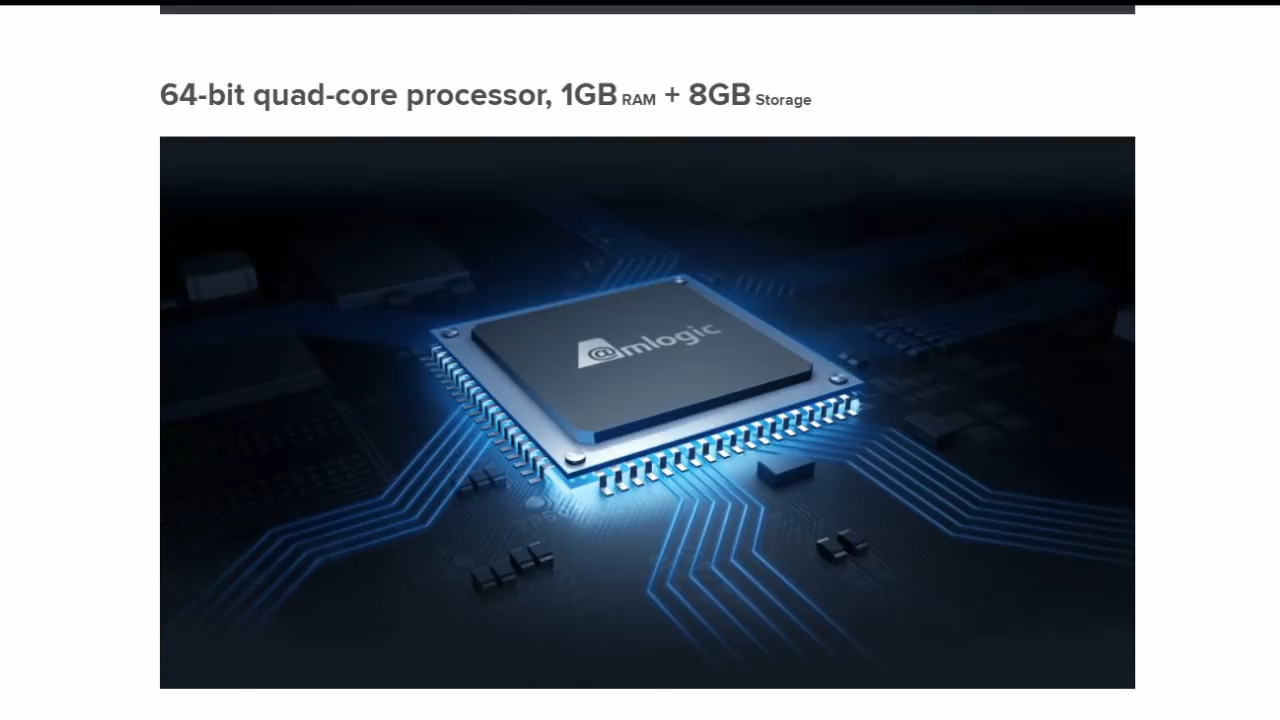 64-bit quad-core processor, 1GB RAM + 8GB Storage
@mlogic